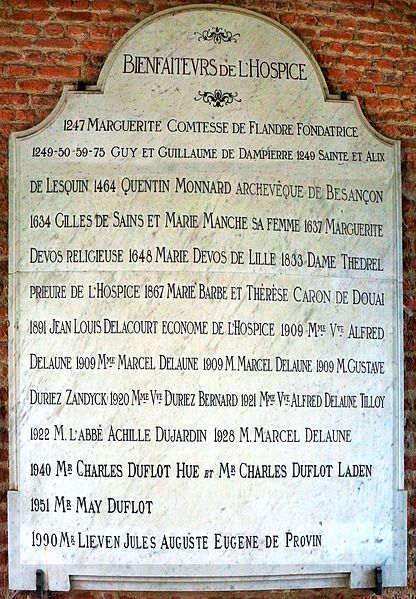 BIENFAITEVRS DE L'HOSPICE
1247 MARGUERITE COMTESSE DE FLANDRE FONDATRICE
1249-50-59-75 GUY ET GUILLAUME DE DAMPIERRE 1249 SAINTE ET ALIX
DE LESQUIN 1464 QUENTIN MONNARD ARCHEVÊQUE DE BESANÇON
1634 GILLES DE SAINS ET MARIE MANCHE SA FEMME 1637 MARGUERITE
DEVOS RELIGIEUSE 1648 MARIE DEVOS DE LILLE 1833 DAME THEDREL
PRIEURE DE L'HOSPICE 1867 MARIE BARBE ET THÈRÈSE CARON DE DOUAI
1891 JEAN LOUIS DELACOURT ECONOME DE L'HOSPICE 1909 MME VVE ALFRED
DELAUNE 1909 MME MARCEL DELAUNE 1909 M. MARCEL DELAUNE 1909 M. GUSTAVE
DURIEZ ZANDYCK 1920 MME VVE DURIEZ BERNARD 1921 MME VVE ALFRED DELAUNE TILLOY
1922 M. L'ABBÉ ACHILLE DUJARDIN 1928 M. MARCEL DELAUNE
1940 MR CHARLES DUFLOT HUE ET MR CHARLES DUFLOT LADEN
1951 MR MAY DUFLOT
1990 MR LIEVEN JULES AUGUSTE EUGENE DE PROVIN